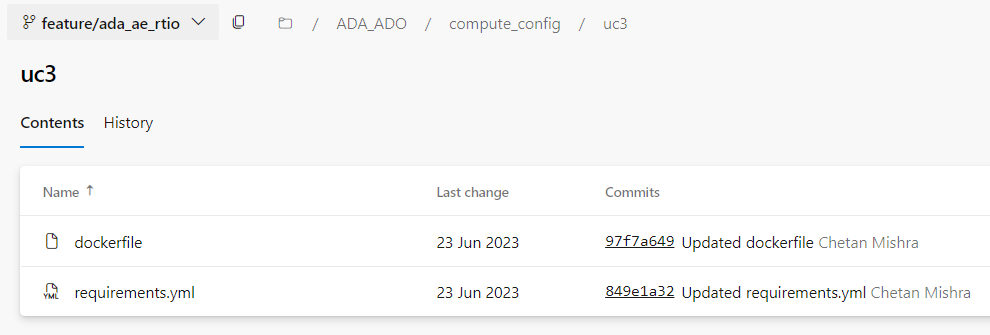 feature/ada_ae_rtio / ADA_ADO / compute_config / uc3
uc3
Contents History
Name ↑ Last change Commits
dockerfile 23 Jun 2023 97f7a649 Updated dockerfile Chetan Mishra
YML requirements.yml 23 Jun 2023 849e1a32 Updated requirements.yml Chetan Mishra